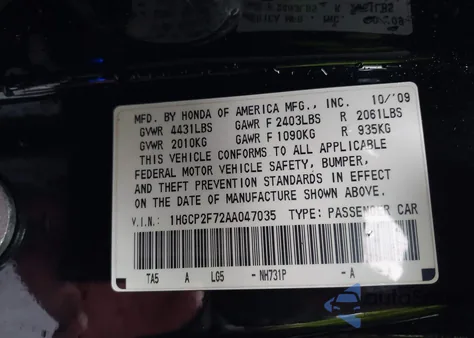 MFD. BY HONDA OF AMERICA MFG., INC. 10/'09
GVWR 4431LBS GAWR F 2403LBS R 2061LBS
GVWR 2010KG GAWR F 1090KG R 935KG
THIS VEHICLE CONFORMS TO ALL APPLICABLE
FEDERAL MOTOR VEHICLE SAFETY, BUMPER,
AND THEFT PREVENTION STANDARDS IN EFFECT
ON THE DATE OF MANUFACTURE SHOWN ABOVE.
V.I.N.: 1HGCP2F72AA047035 TYPE: PASSENGER CAR
TA5 A LG5 - NH731P - A